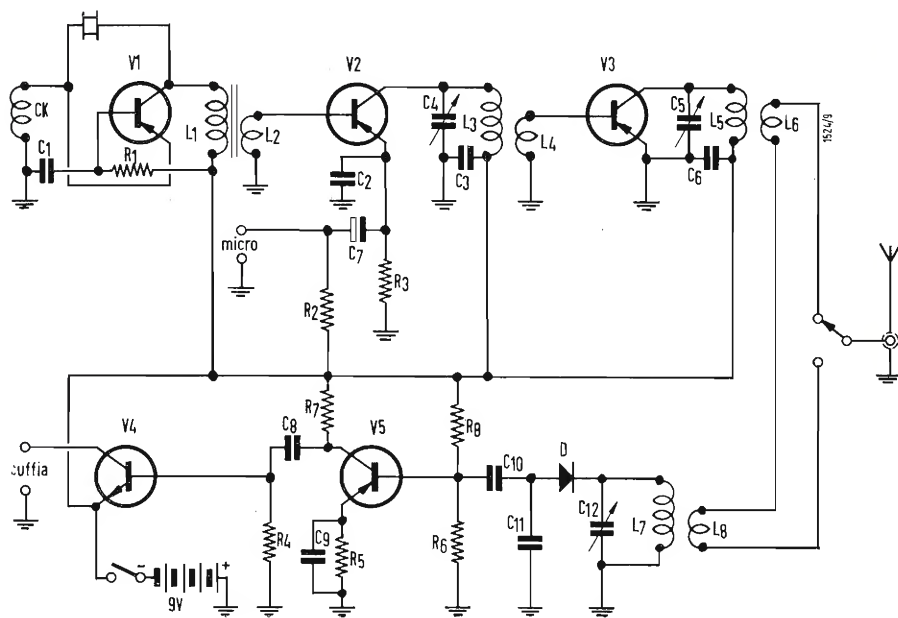 V1
V2
V3
CK
C1
R1
L1
L2
C2
C4
L3
C3
L4
C5
L5
C6
L6
1524/9
micro
C7
R2
R3
R7
R8
V4
C8
V5
cuffia
C10
D
C12
L7
L8
R4
C9
R5
R6
C11
-
+
9V